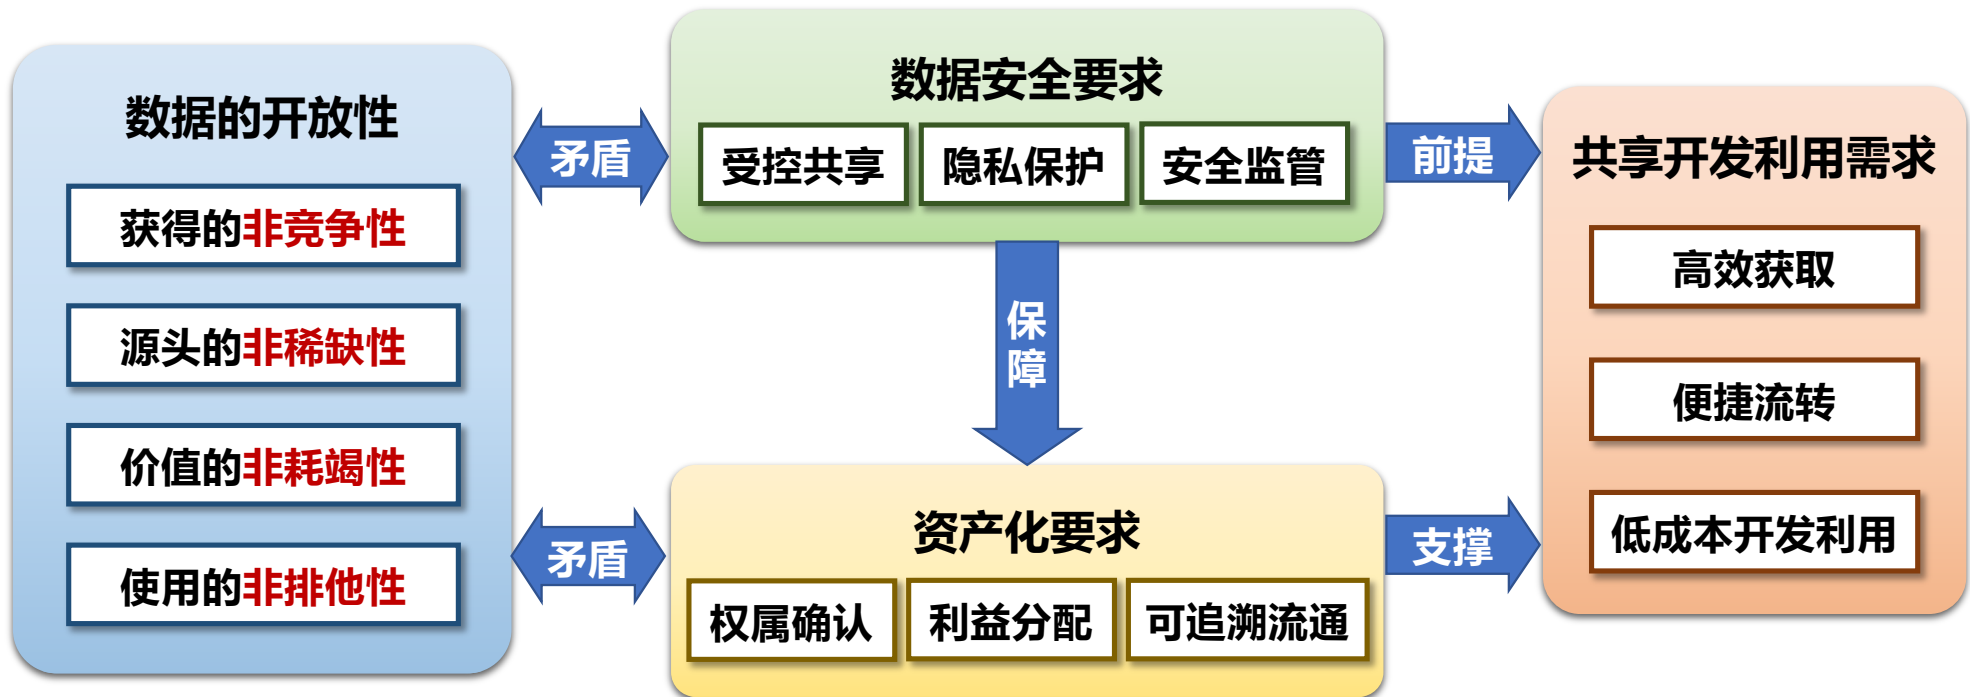 数据的开放性
获得的非竞争性
源头的非稀缺性
价值的非耗竭性
使用的非排他性
矛盾
矛盾
数据安全要求
受控共享
隐私保护
安全监管
保障
资产化要求
权属确认
利益分配
可追溯流通
前提
支撑
共享开发利用需求
高效获取
便捷流转
低成本开发利用